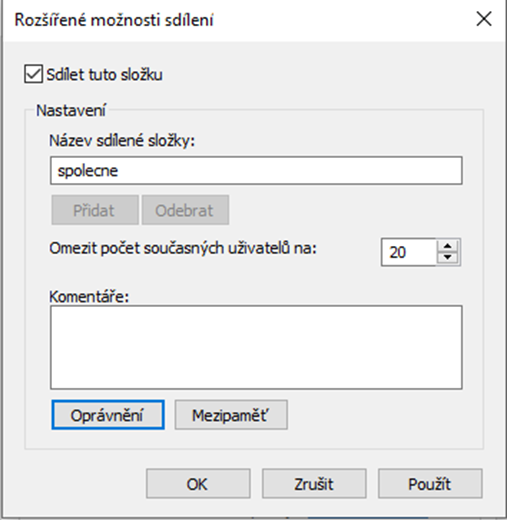 Rozšířené možnosti sdílení
Sdílet tuto složku
Nastavení
Název sdílené složky:
spolecne
Přidat Odebrat
Omezit počet současných uživatelů na: 20
Komentáře:
Oprávnění Mezipaměť
OK Zrušit Použít